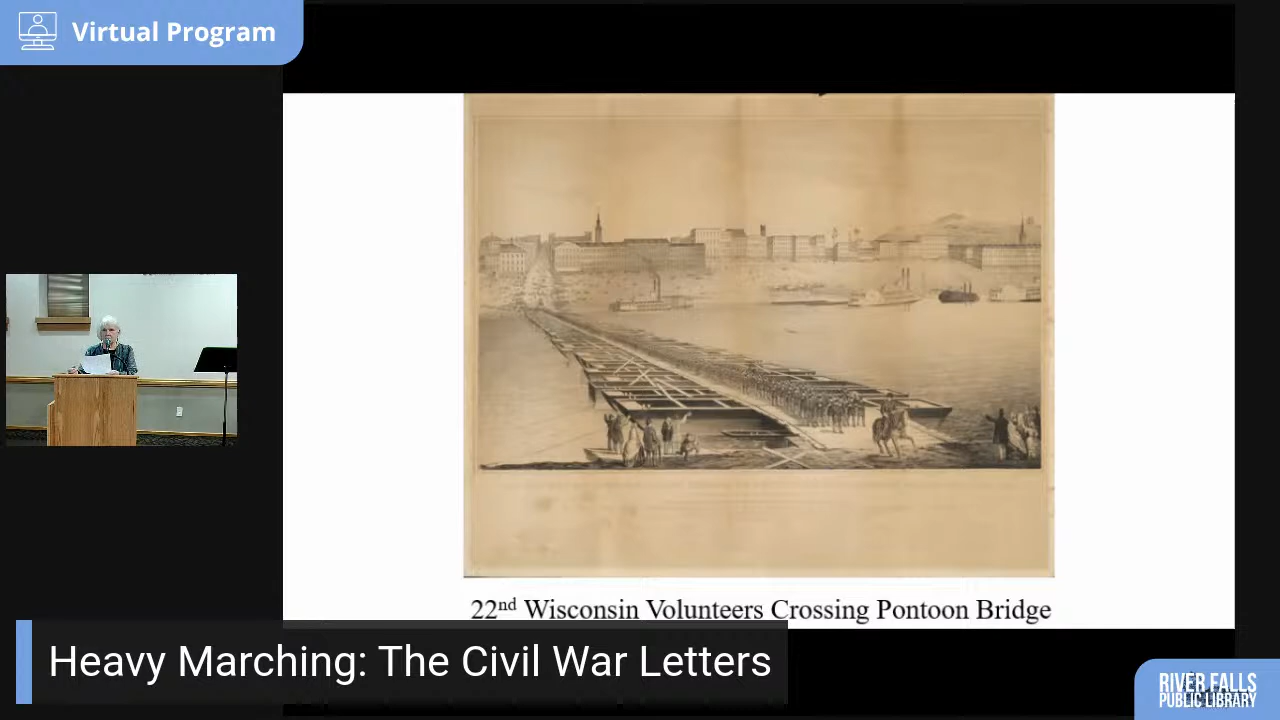 Virtual Program
22nd Wisconsin Volunteers Crossing Pontoon Bridge
Heavy Marching: The Civil War Letters
RIVER FALLS
PUBLIC LIBRARY